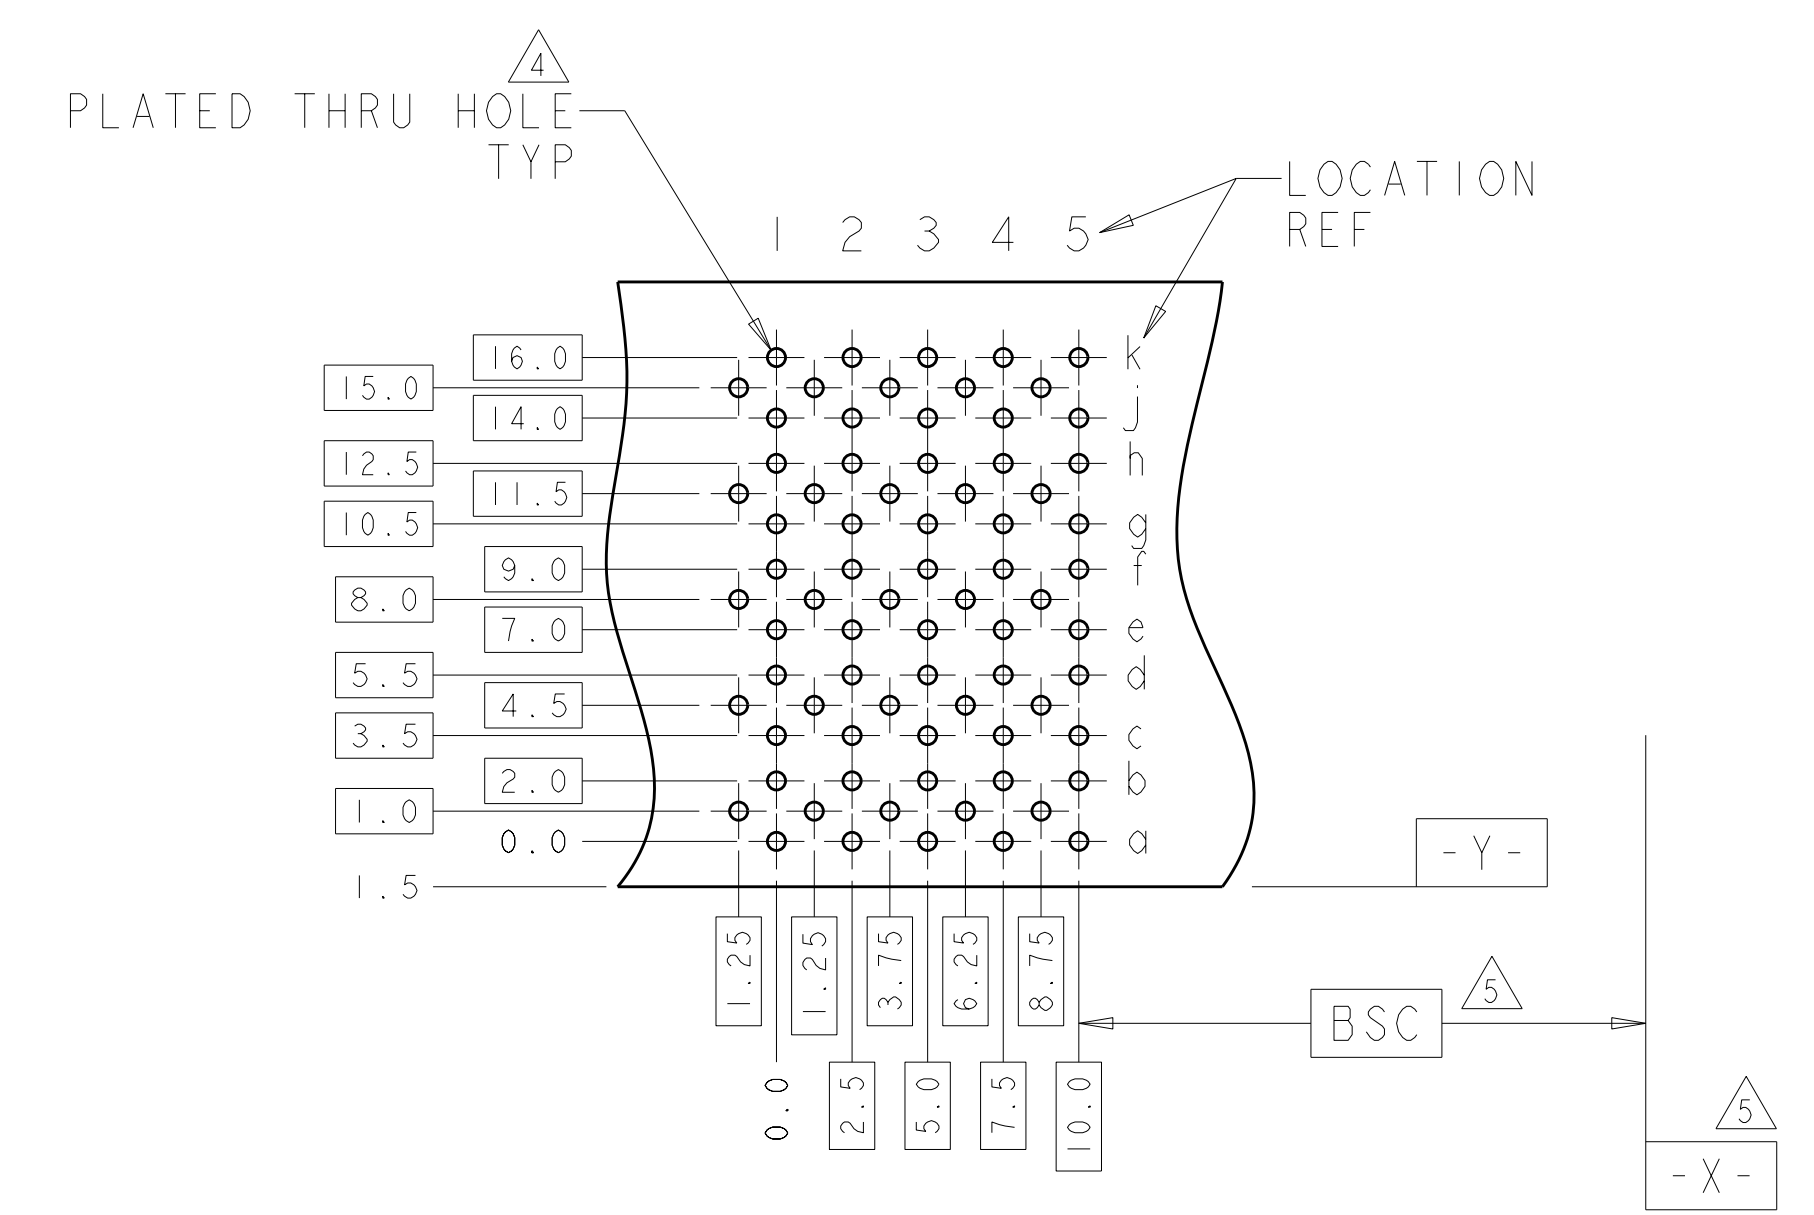 4
PLATED THRU HOLE
TYP
LOCATION
REF
1 2 3 4 5
16.0 k
15.0 j
14.0
12.5 h
11.5
10.5 g
9.0 f
8.0
7.0 e
5.5 d
4.5
3.5 c
2.0 b
1.0
0.0 a
1.5
-Y-
1.25 1.25 3.75 6.25 8.75
5
BSC
0.0 2.5 5.0 7.5 10.0
5
-X-